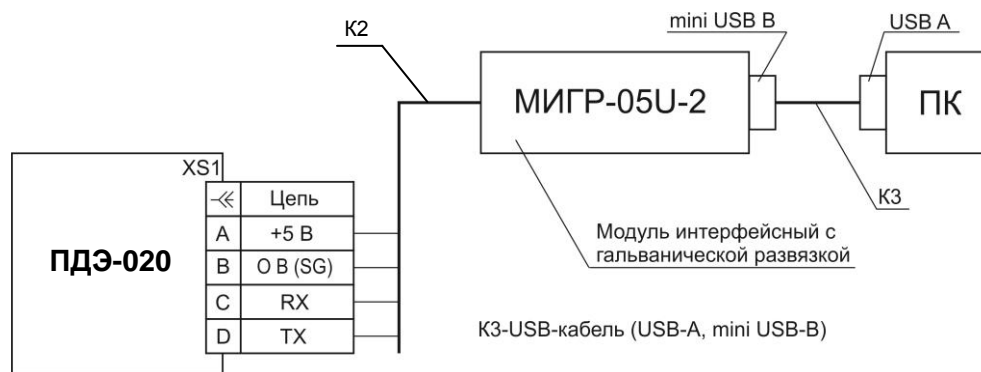 К2
mini USB B
USB A
МИГР-05U-2
ПК
К3
XS1
Цепь
A +5 В
B О В (SG)
C RX
D TX
ПДЭ-020
Модуль интерфейсный с
гальванической развязкой
К3-USB-кабель (USB-A, mini USB-B)